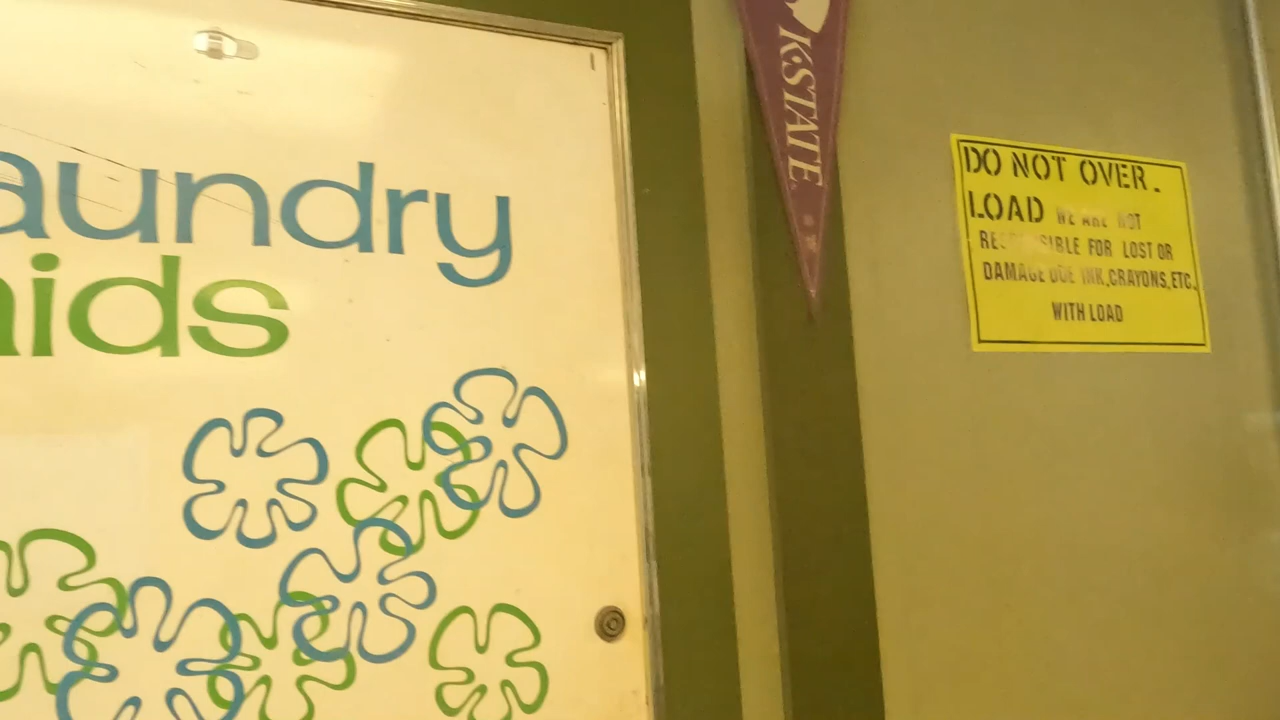 aundry
aids
K-STATE
DO NOT OVER-
LOAD WE ARE NOT
RESPONSIBLE FOR LOST OR
DAMAGE DUE INK, CRAYONS, ETC.
WITH LOAD